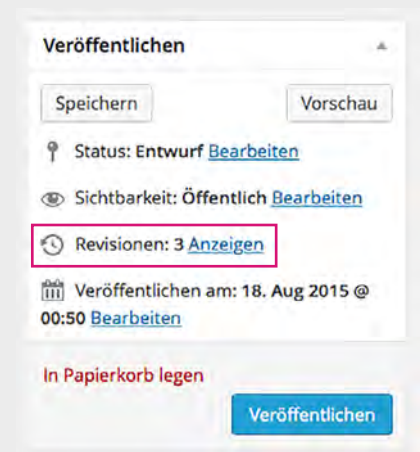 Veröffentlichen
Speichern
Vorschau
Status: Entwurf Bearbeiten
Sichtbarkeit: Öffentlich Bearbeiten
Revisionen: 3 Anzeigen
Veröffentlichen am: 18. Aug 2015 @
00:50 Bearbeiten
In Papierkorb legen
Veröffentlichen